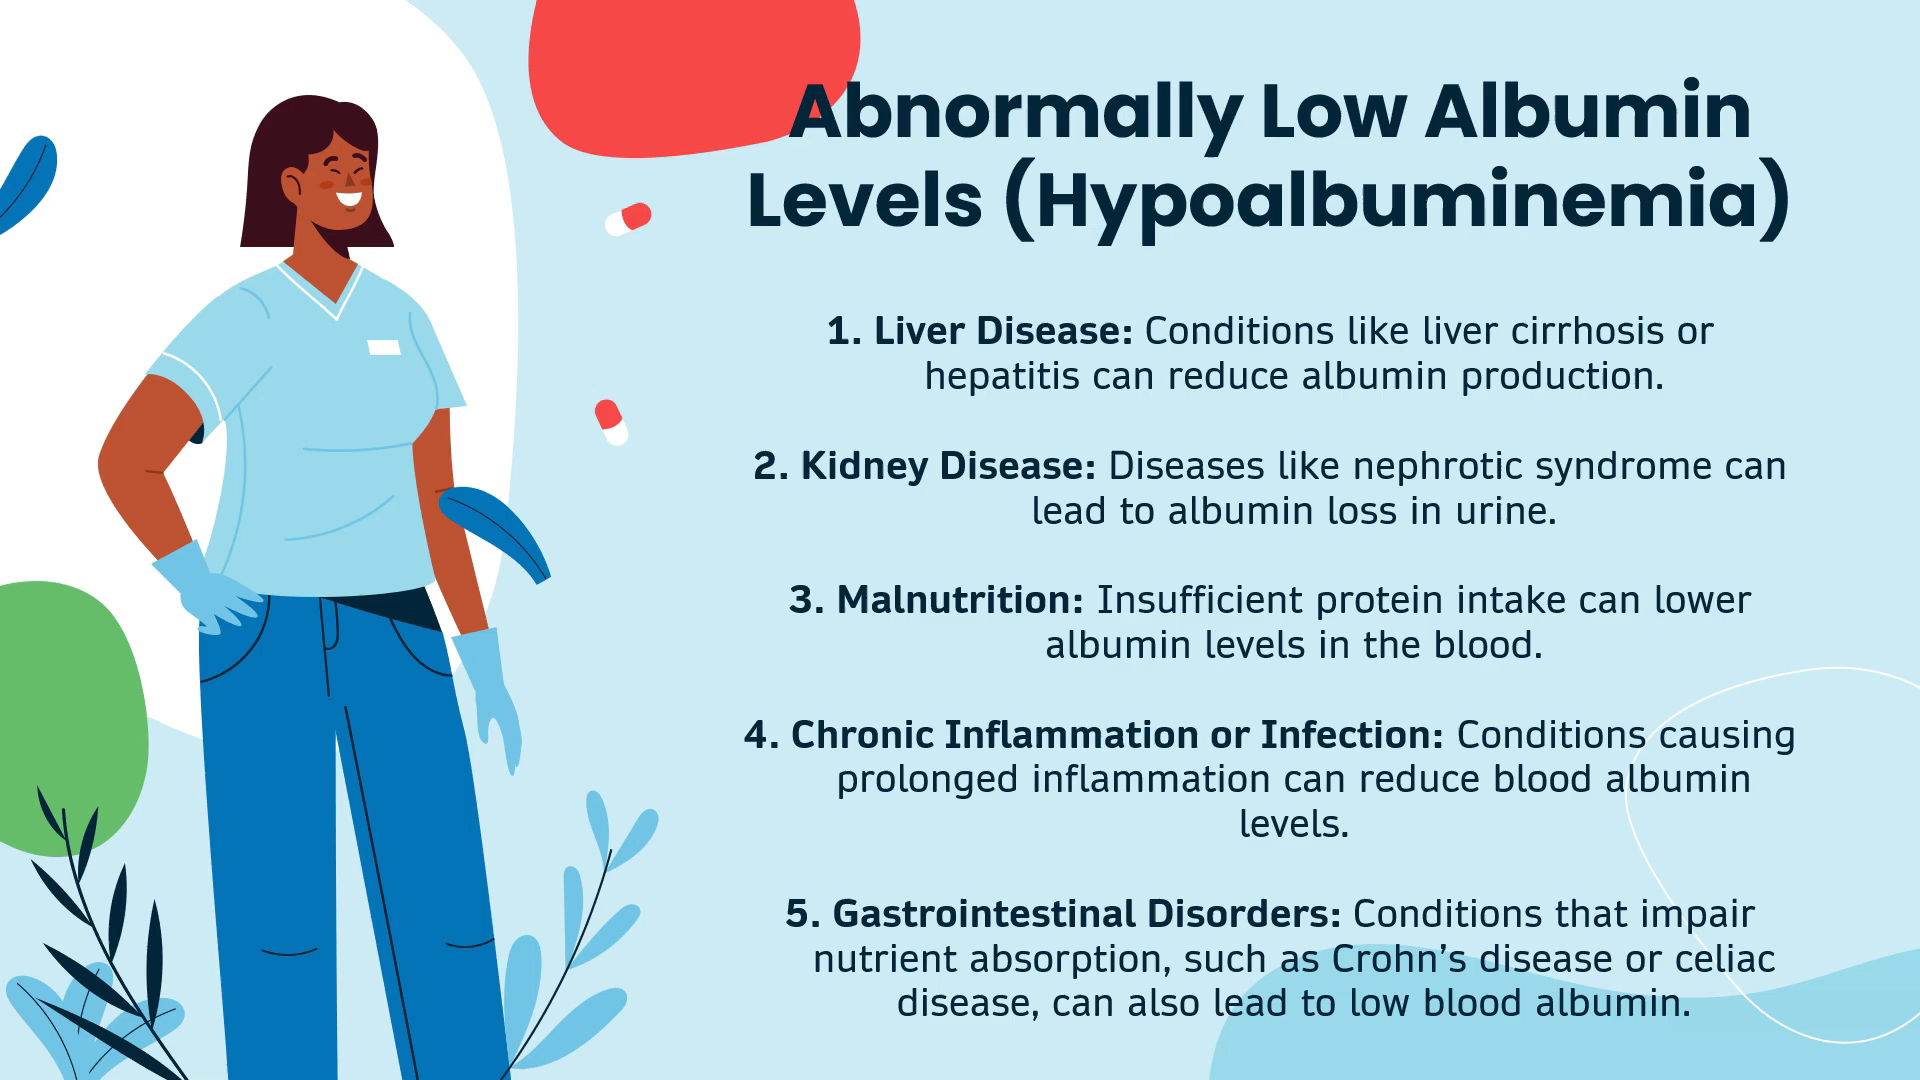 Abnormally Low Albumin
Levels (Hypoalbuminemia)
1. Liver Disease: Conditions like liver cirrhosis or
hepatitis can reduce albumin production.
2. Kidney Disease: Diseases like nephrotic syndrome can
lead to albumin loss in urine.
3. Malnutrition: Insufficient protein intake can lower
albumin levels in the blood.
4. Chronic Inflammation or Infection: Conditions causing
prolonged inflammation can reduce blood albumin
levels.
5. Gastrointestinal Disorders: Conditions that impair
nutrient absorption, such as Crohn’s disease or celiac
disease, can also lead to low blood albumin.